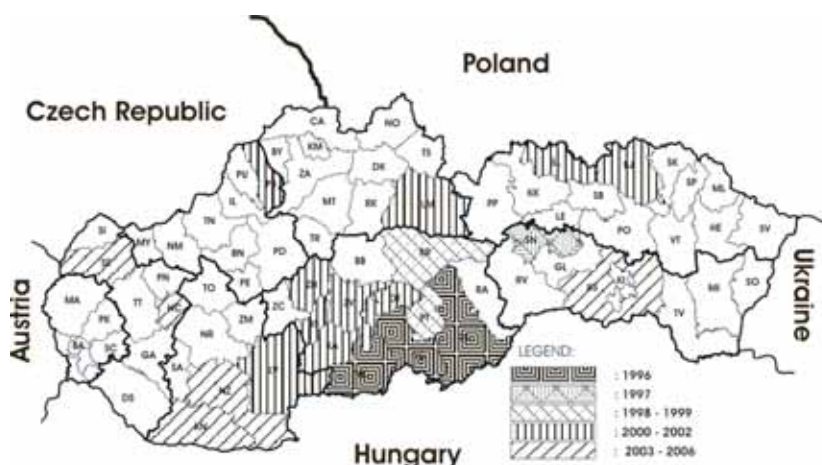 Poland
Czech Republic
CA
NO
BY
KM
TS
ZA
DK
PU
IL
MT
RK
LM
PP
KK
SB
SK
SP
ML
LE
PO
VT
HE
SV
TN
SI
MY
NM
BN
PD
TR
BB
PE
SN
GL
RV
RA
MA
TT
PN
TO
ZC
PK
HC
ZM
NR
PT
KS
TV
MI
SO
BA
SC
GA
SA
DS
NZ
KN
Austria
Ukraine
Hungary
LEGEND:
: 1996
: 1997
: 1998 - 1999
: 2000 - 2002
: 2003 - 2006